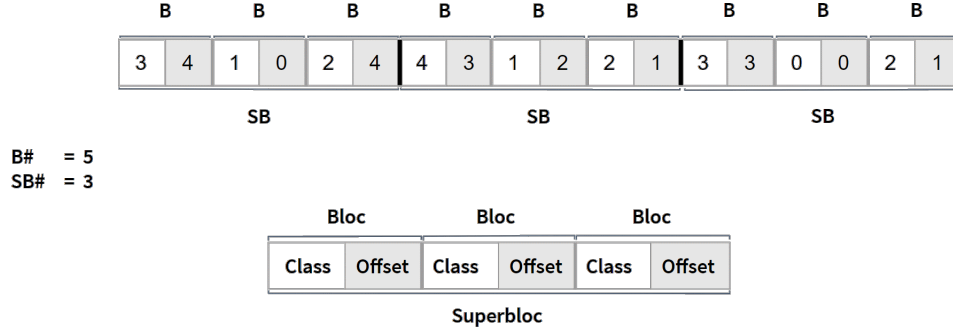 B B B B B B B B B
3 4 1 0 2 4 4 3 1 2 2 1 3 3 0 0 2 1
SB SB SB
B# = 5
SB# = 3
Bloc Bloc Bloc
Class Offset Class Offset Class Offset
Superbloc